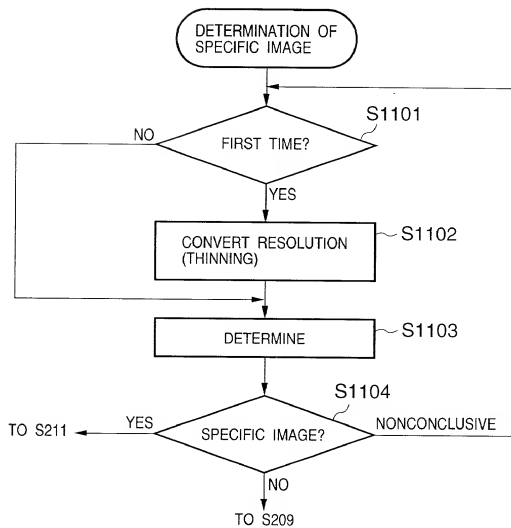 DETERMINATION OF
SPECIFIC IMAGE
S1101
NO
FIRST TIME?
YES
CONVERT RESOLUTION
(THINNING)
S1102
DETERMINE
S1103
S1104
TO S211
YES
SPECIFIC IMAGE?
NONCONCLUSIVE
NO
TO S209